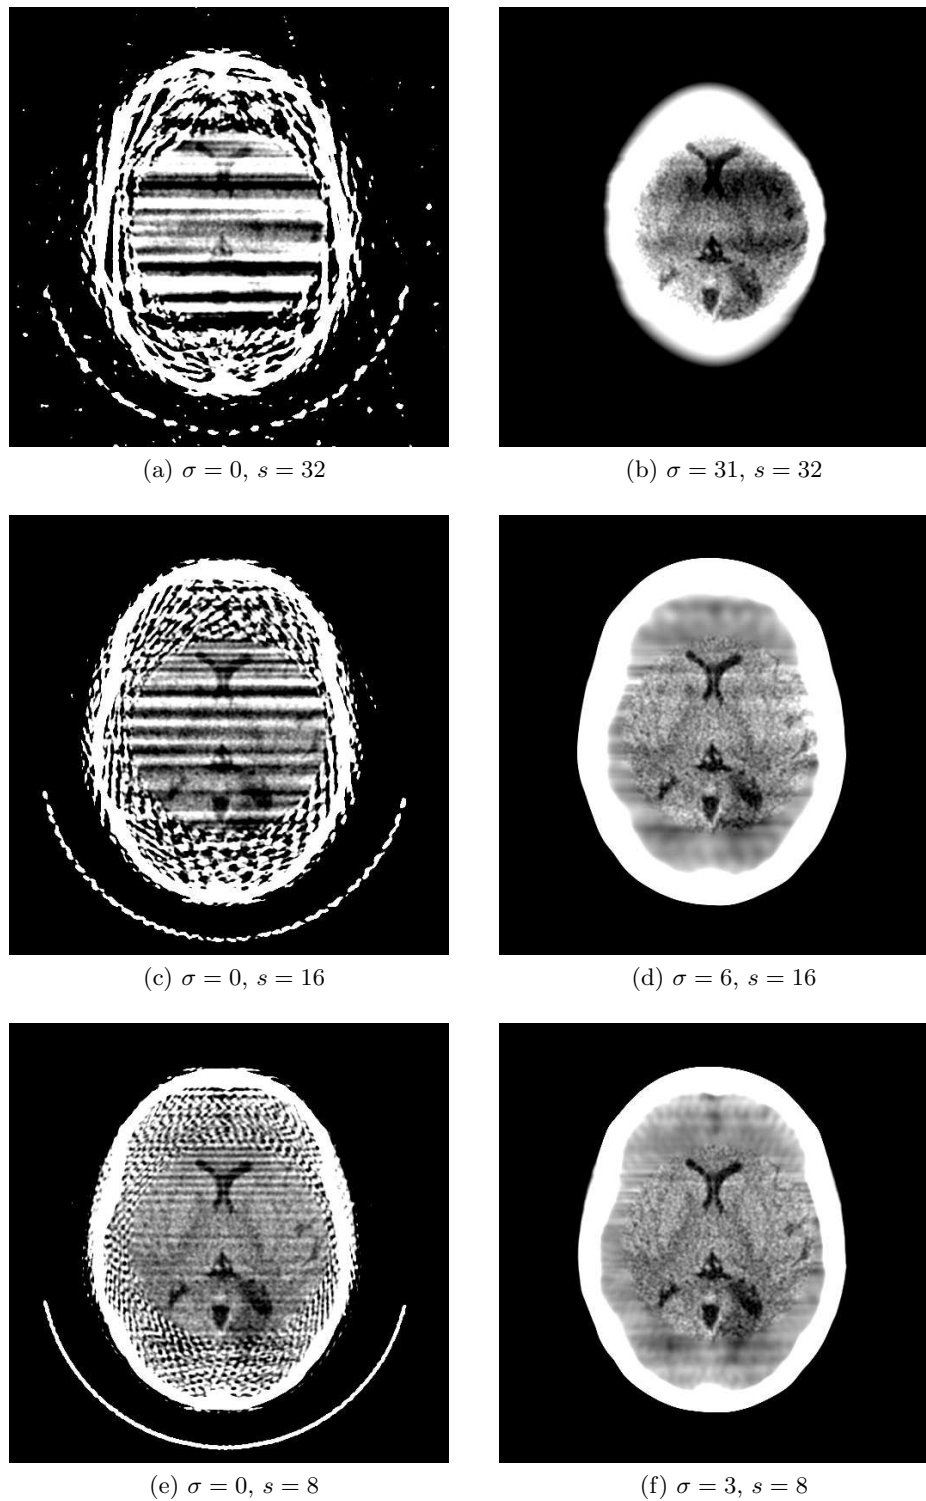 (a) σ = 0, s = 32
(b) σ = 31, s = 32
(c) σ = 0, s = 16
(d) σ = 6, s = 16
(e) σ = 0, s = 8
(f) σ = 3, s = 8